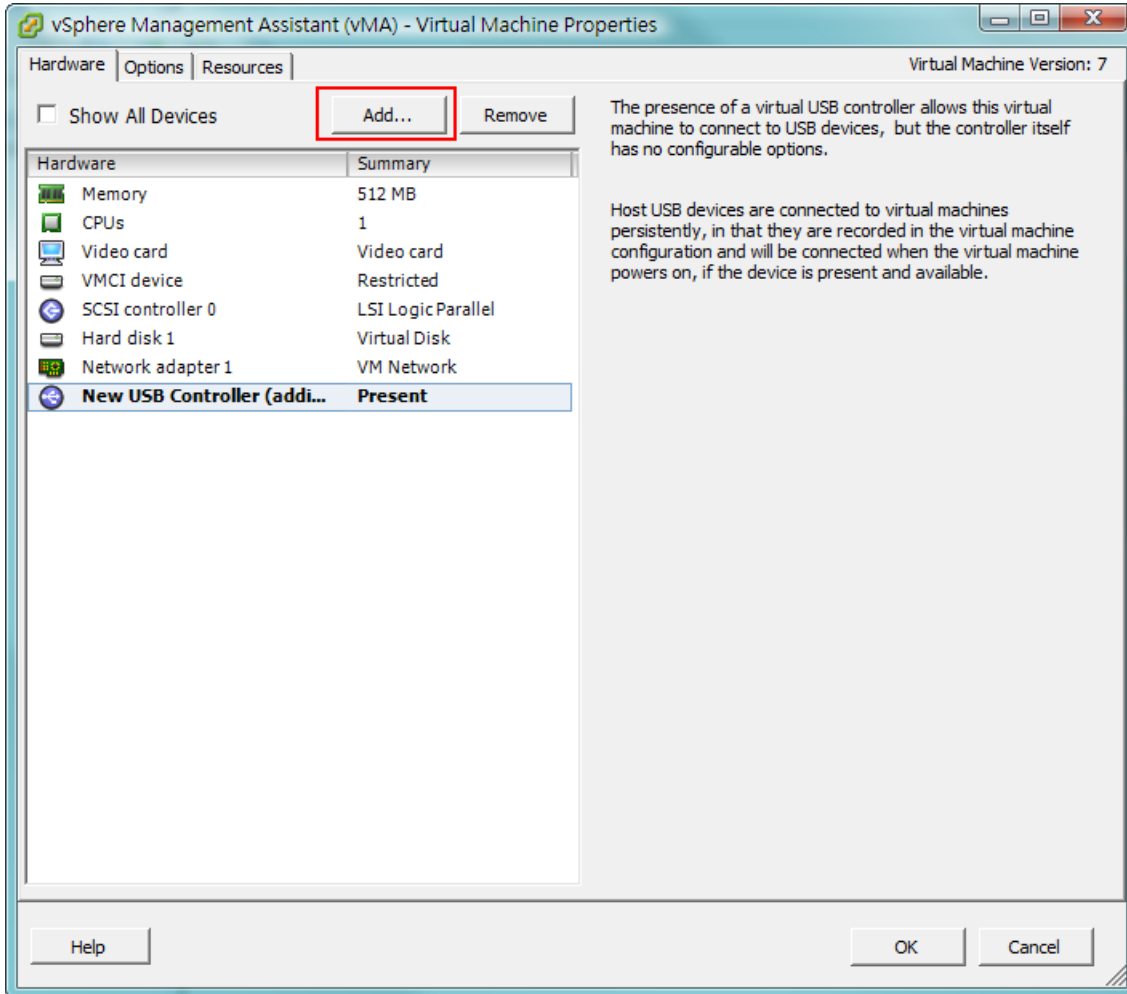 vSphere Management Assistant (vMA) - Virtual Machine Properties
Hardware Options Resources
Virtual Machine Version: 7
Show All Devices
Add...
Remove
Hardware Summary
Memory 512 MB
CPUs 1
Video card Video card
VMCI device Restricted
SCSI controller 0 LSI Logic Parallel
Hard disk 1 Virtual Disk
Network adapter 1 VM Network
New USB Controller (addi... Present
The presence of a virtual USB controller allows this virtual
machine to connect to USB devices, but the controller itself
has no configurable options.
Host USB devices are connected to virtual machines
persistently, in that they are recorded in the virtual machine
configuration and will be connected when the virtual machine
powers on, if the device is present and available.
Help
OK
Cancel